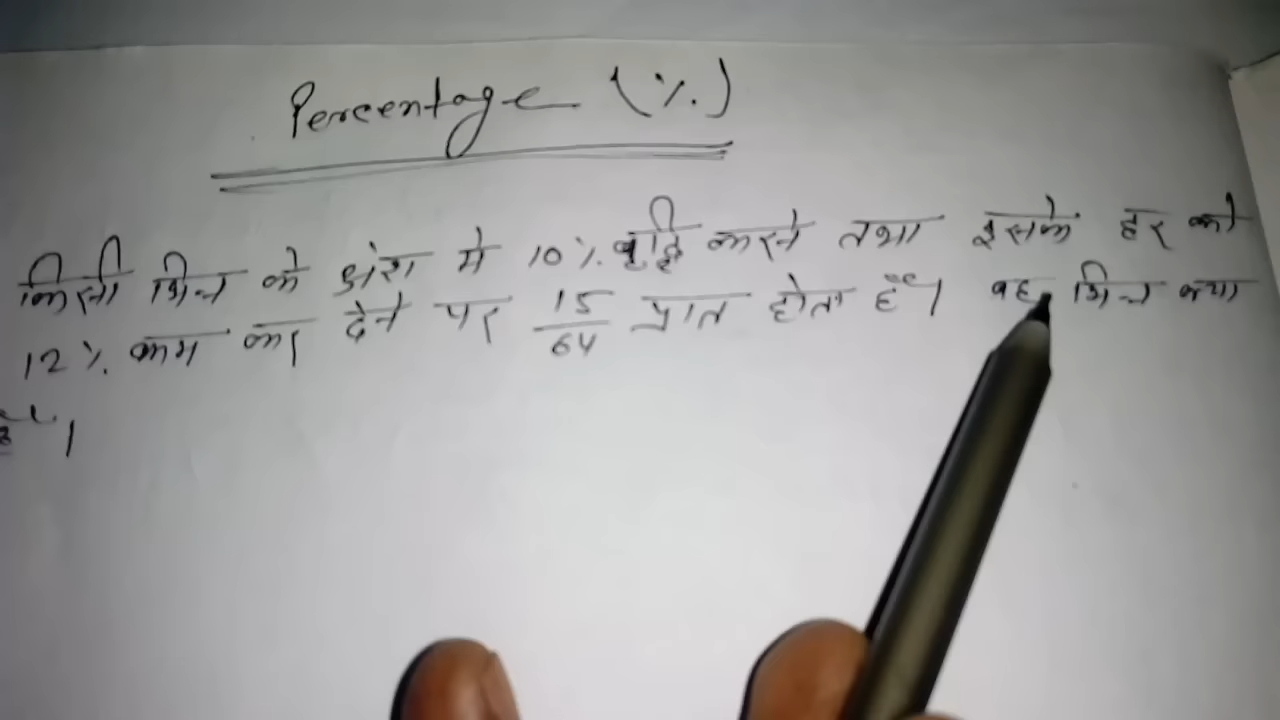 Percentage (%)
किसी भिन्न के अंश मे 10% वृद्धि करने तथा इसके हर को
12% कम कर देने पर 15/64 प्राप्त होता है। वह भिन्न क्या
है।